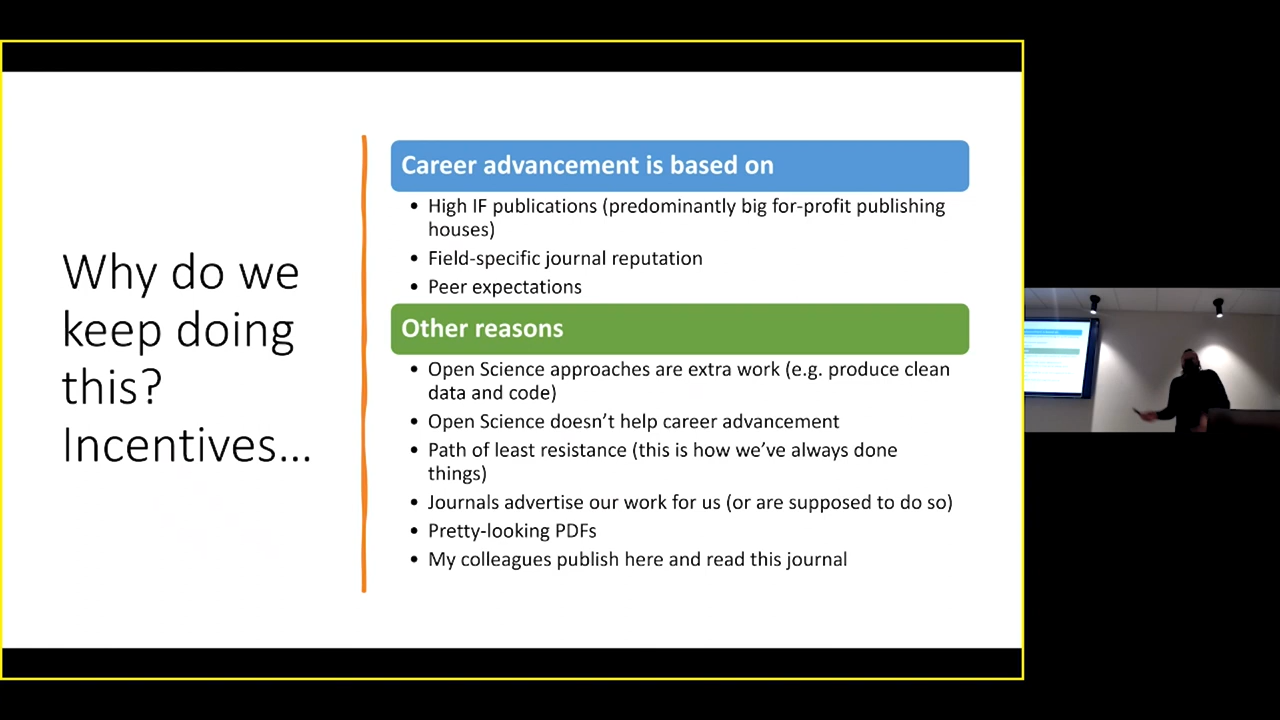 Why do we
keep doing
this?
Incentives...
Career advancement is based on
• High IF publications (predominantly big for-profit publishing
houses)
• Field-specific journal reputation
• Peer expectations
Other reasons
• Open Science approaches are extra work (e.g. produce clean
data and code)
• Open Science doesn’t help career advancement
• Path of least resistance (this is how we’ve always done
things)
• Journals advertise our work for us (or are supposed to do so)
• Pretty-looking PDFs
• My colleagues publish here and read this journal